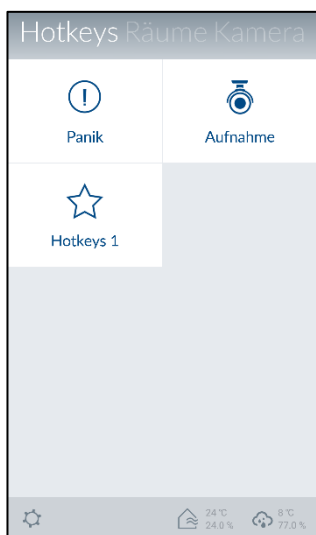 Hotkeys Räume Kamera
Panik
Aufnahme
Hotkeys 1
24 °C
24.0 %
8 °C
77.0 %